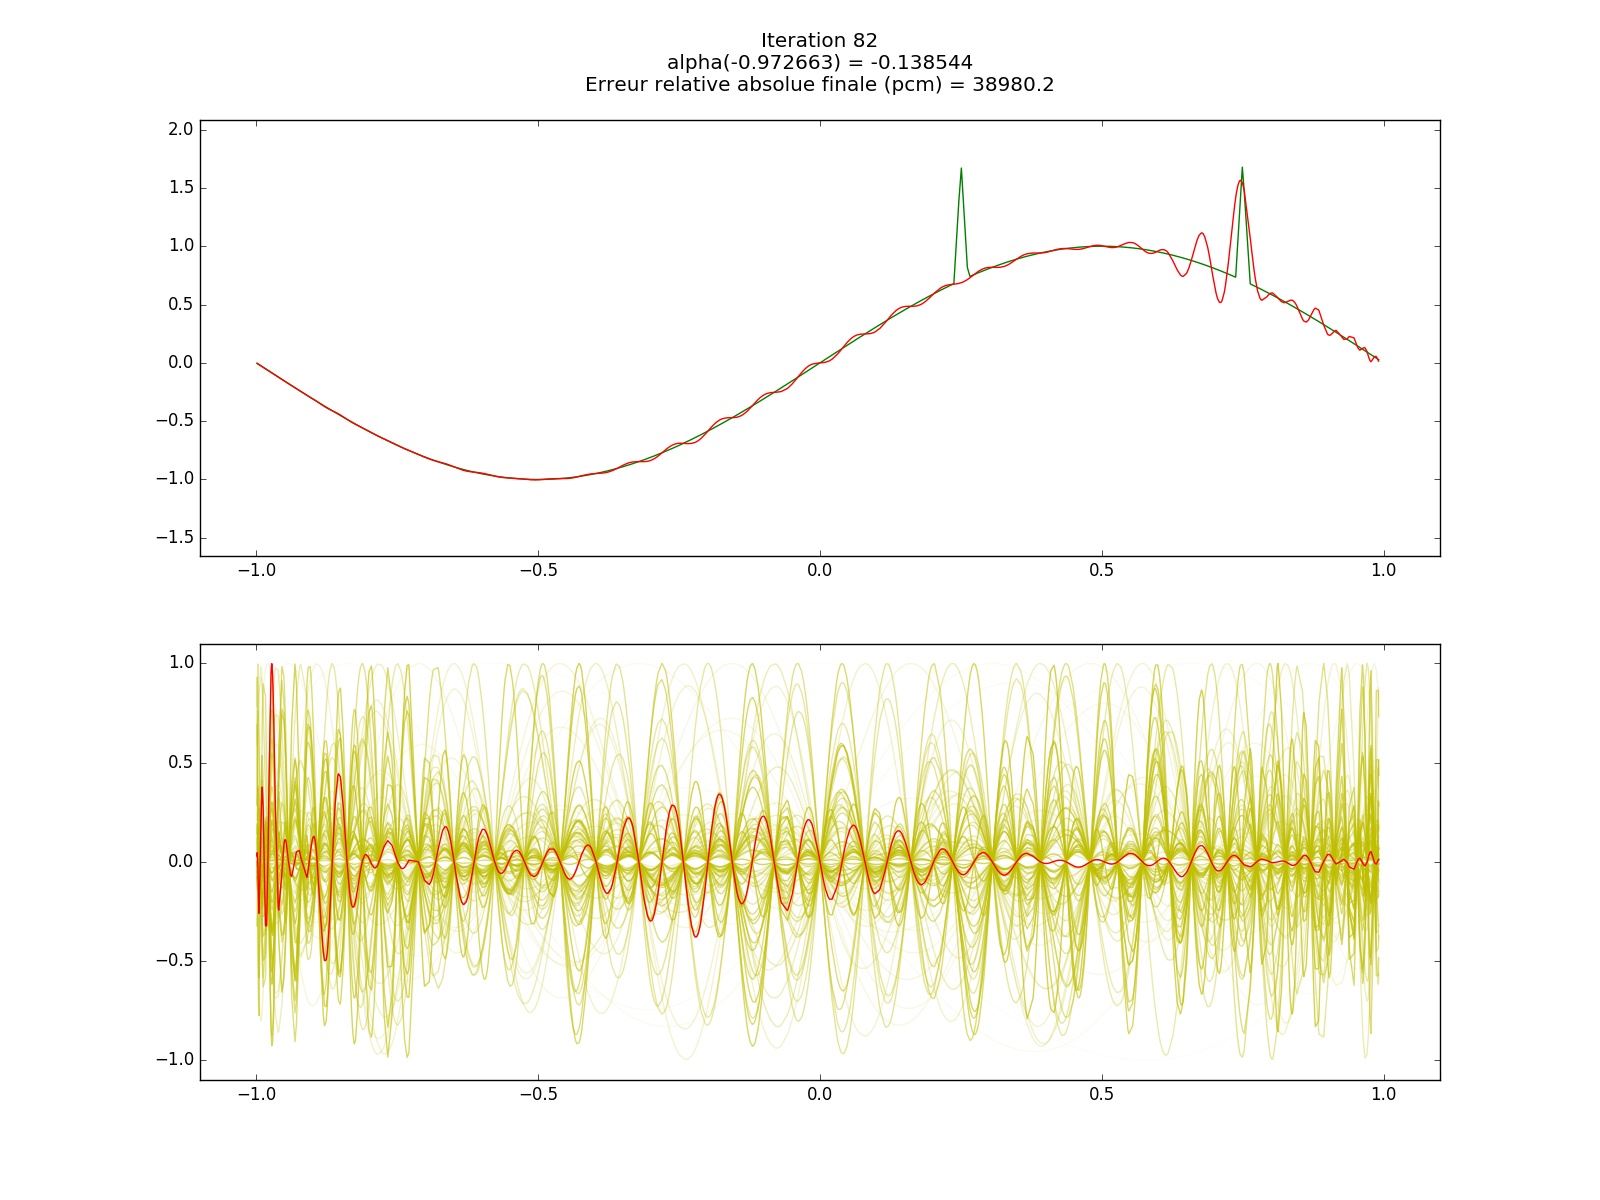 Iteration 82
alpha(-0.972663) = -0.138544
Erreur relative absolue finale (pcm) = 38980.2
2.0
1.5
1.0
0.5
0.0
−0.5
−1.0
−1.5
−1.0 −0.5 0.0 0.5 1.0
1.0
0.5
0.0
−0.5
−1.0
−1.0 −0.5 0.0 0.5 1.0